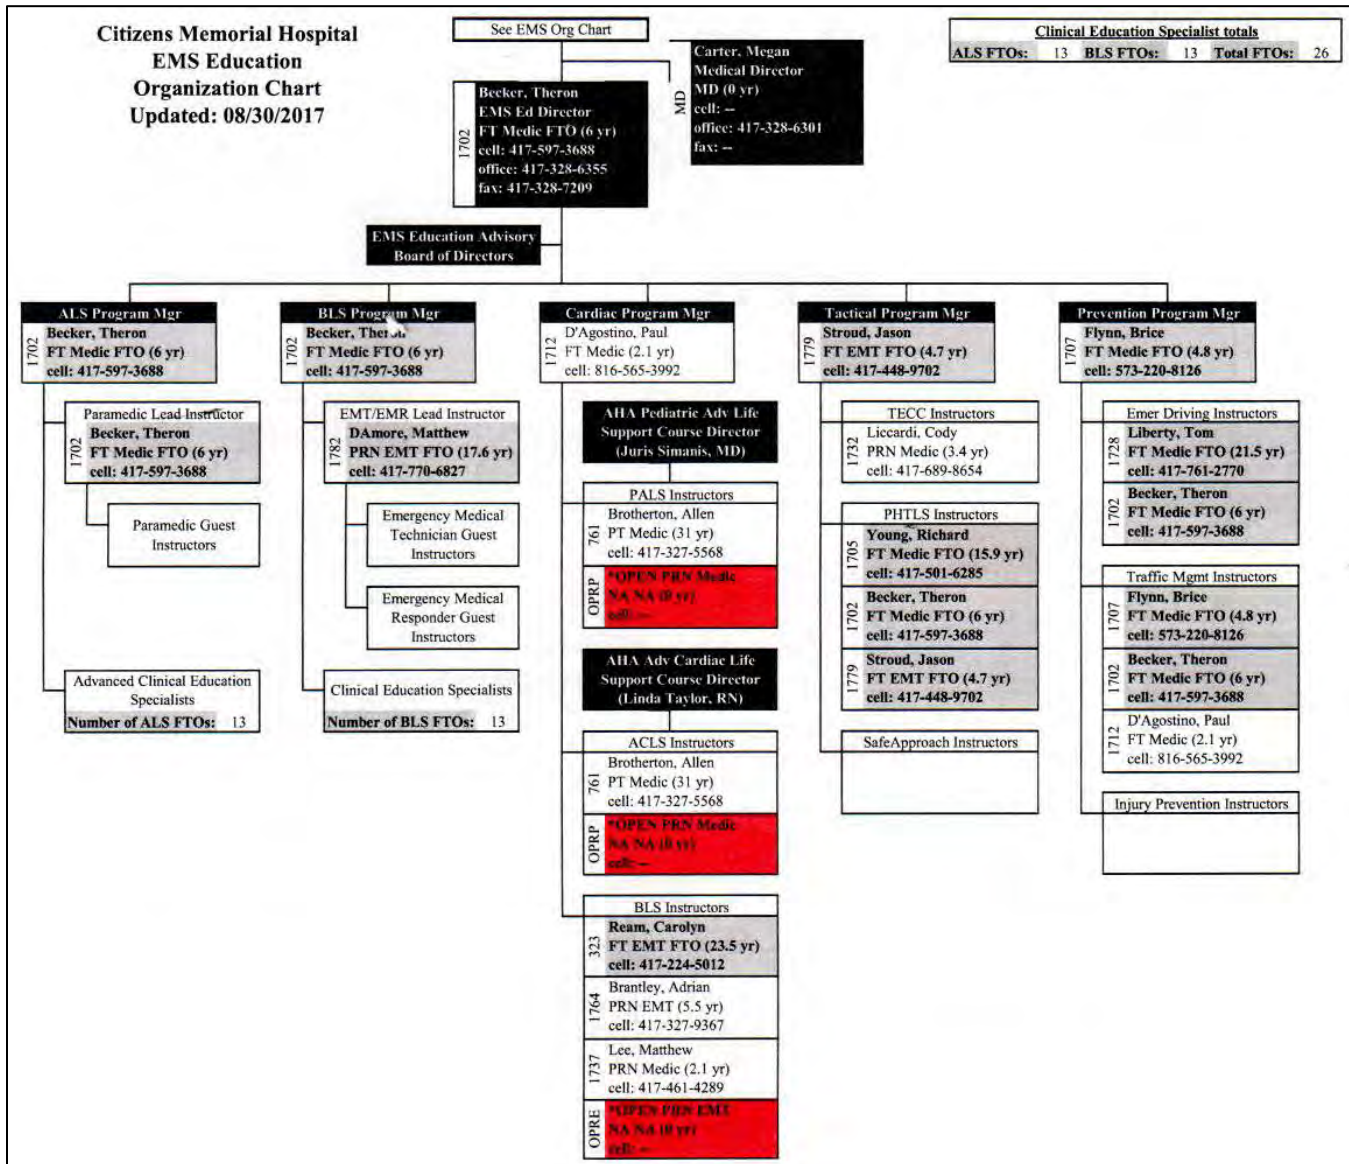 Citizens Memorial Hospital
EMS Education
Organization Chart
Updated: 08/30/2017
See EMS Org Chart
Clinical Education Specialist totals
ALS FTOs: 13 BLS FTOs: 13 Total FTOs: 26
MD
Carter, Megan
Medical Director
MD (0 yr)
cell: --
office: 417-328-6301
fax: --
1702
Becker, Theron
EMS Ed Director
FT Medic FTO (6 yr)
cell: 417-597-3688
office: 417-328-6355
fax: 417-328-7209
EMS Education Advisory
Board of Directors
ALS Program Mgr
1702
Becker, Theron
FT Medic FTO (6 yr)
cell: 417-597-3688
Paramedic Lead Instructor
1702
Becker, Theron
FT Medic FTO (6 yr)
cell: 417-597-3688
Paramedic Guest
Instructors
Advanced Clinical Education
Specialists
Number of ALS FTOs: 13
BLS Program Mgr
1702
Becker, Theron
FT Medic FTO (6 yr)
cell: 417-597-3688
EMT/EMR Lead Instructor
1782
DAmore, Matthew
PRN EMT FTO (17.6 yr)
cell: 417-770-6827
Emergency Medical
Technician Guest
Instructors
Emergency Medical
Responder Guest
Instructors
Clinical Education Specialists
Number of BLS FTOs: 13
Cardiac Program Mgr
1712
D'Agostino, Paul
FT Medic (2.1 yr)
cell: 816-565-3992
AHA Pediatric Adv Life
Support Course Director
(Juris Simanis, MD)
PALS Instructors
761
Brotherton, Allen
PT Medic (31 yr)
cell: 417-327-5568
OPRP
*OPEN PRN Medic
NA NA (0 yr)
cell: --
AHA Adv Cardiac Life
Support Course Director
(Linda Taylor, RN)
ACLS Instructors
761
Brotherton, Allen
PT Medic (31 yr)
cell: 417-327-5568
OPRP
*OPEN PRN Medic
NA NA (0 yr)
cell: --
BLS Instructors
323
Ream, Carolyn
FT EMT FTO (23.5 yr)
cell: 417-224-5012
1764
Brantley, Adrian
PRN EMT (5.5 yr)
cell: 417-327-9367
1737
Lee, Matthew
PRN Medic (2.1 yr)
cell: 417-461-4289
OPRE
*OPEN PRN EMT
NA NA (0 yr)
cell: --
Tactical Program Mgr
1779
Stroud, Jason
FT EMT FTO (4.7 yr)
cell: 417-448-9702
TECC Instructors
1732
Liccardi, Cody
PRN Medic (3.4 yr)
cell: 417-689-8654
PHTLS Instructors
1705
Young, Richard
FT Medic FTO (15.9 yr)
cell: 417-501-6285
1702
Becker, Theron
FT Medic FTO (6 yr)
cell: 417-597-3688
1779
Stroud, Jason
FT EMT FTO (4.7 yr)
cell: 417-448-9702
SafeApproach Instructors
Prevention Program Mgr
1707
Flynn, Brice
FT Medic FTO (4.8 yr)
cell: 573-220-8126
Emer Driving Instructors
1728
Liberty, Tom
FT Medic FTO (21.5 yr)
cell: 417-761-2770
1702
Becker, Theron
FT Medic FTO (6 yr)
cell: 417-597-3688
Traffic Mgmt Instructors
1707
Flynn, Brice
FT Medic FTO (4.8 yr)
cell: 573-220-8126
1702
Becker, Theron
FT Medic FTO (6 yr)
cell: 417-597-3688
1712
D'Agostino, Paul
FT Medic (2.1 yr)
cell: 816-565-3992
Injury Prevention Instructors